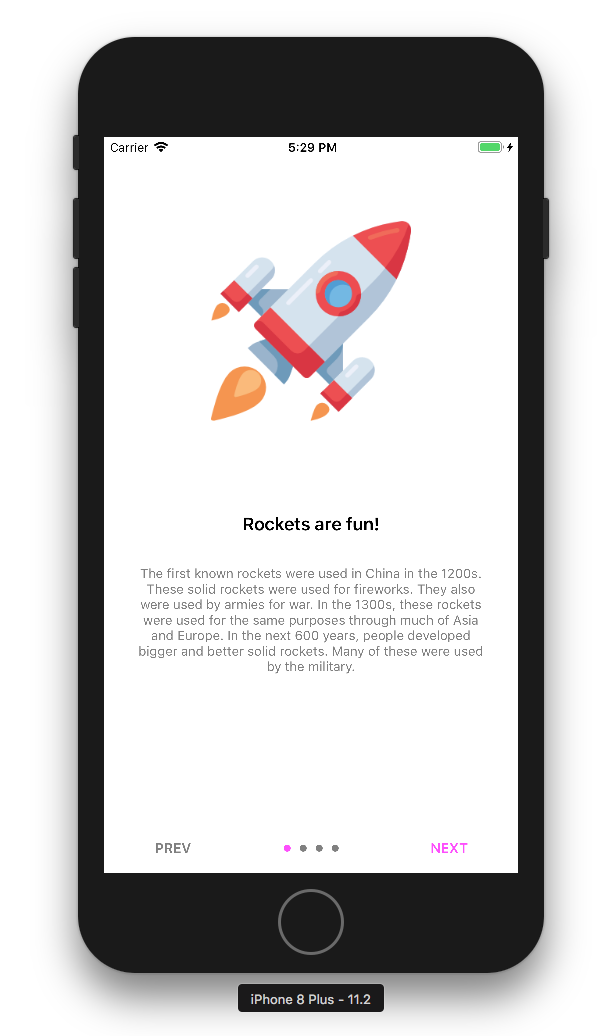 Carrier 5:29 PM
Rockets are fun!
The first known rockets were used in China in the 1200s.
These solid rockets were used for fireworks. They also
were used by armies for war. In the 1300s, these rockets
were used for the same purposes through much of Asia
and Europe. In the next 600 years, people developed
bigger and better solid rockets. Many of these were used
by the military.
PREV NEXT
iPhone 8 Plus - 11.2